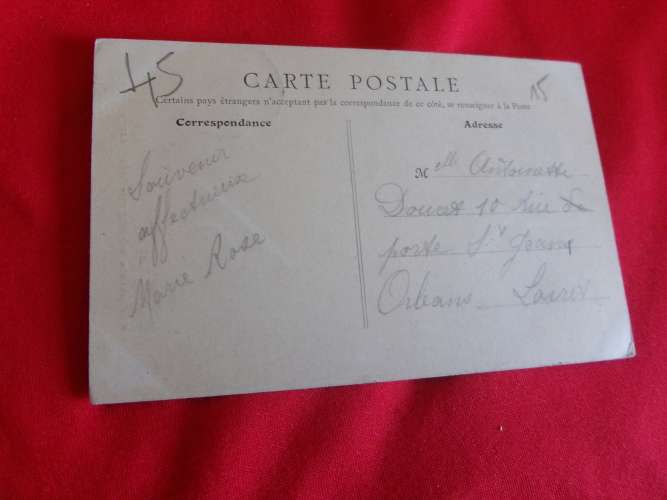 45
CARTE POSTALE
15
Certains pays étrangers n'acceptant pas la correspondance de ce côté, se renseigner à la Poste
Correspondance
Souvenir
affectueux
Marie Rose
Adresse
Melle Antoinette
Doucet 10 rue de
porte St Jean
Orléans Loiret